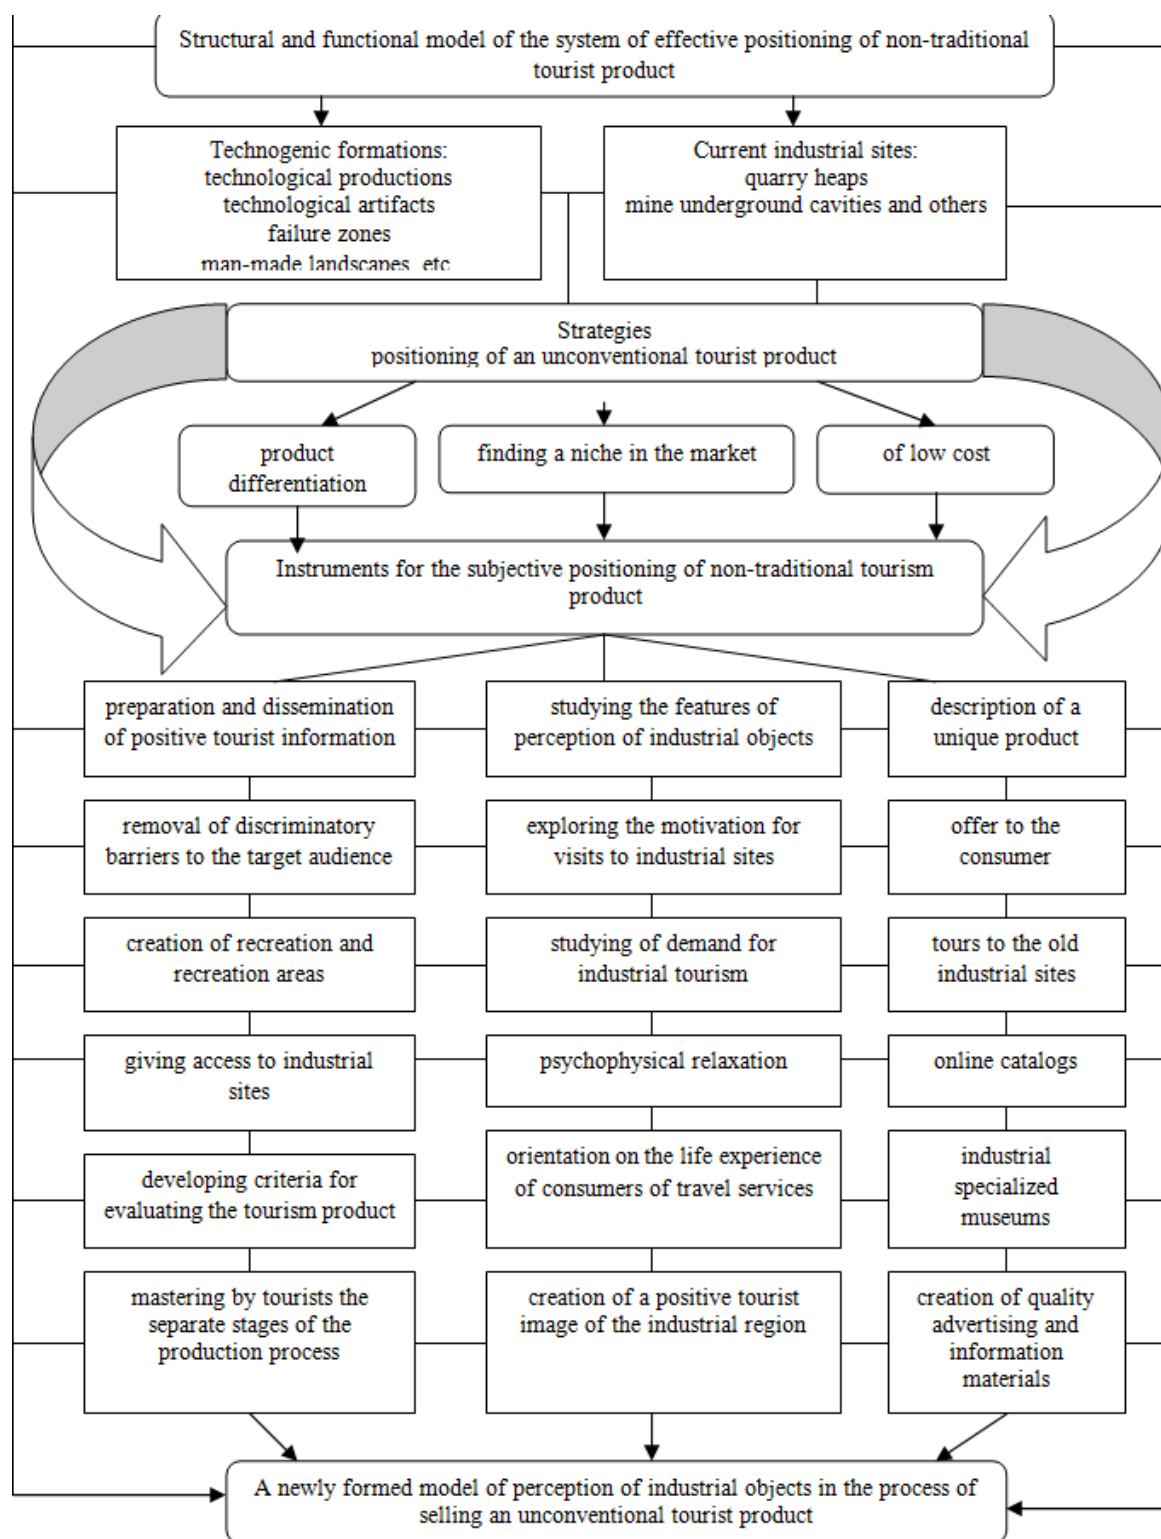 Structural and functional model of the system of effective positioning of non-traditional
tourist product
Technogenic formations:
technological productions
technological artifacts
failure zones
man-made landscapes, etc
Current industrial sites:
quarry heaps
mine underground cavities and others
Strategies
positioning of an unconventional tourist product
product
differentiation
finding a niche in the market
of low cost
Instruments for the subjective positioning of non-traditional tourism
product
preparation and dissemination
of positive tourist information
studying the features of
perception of industrial objects
description of a
unique product
removal of discriminatory
barriers to the target audience
exploring the motivation for
visits to industrial sites
offer to the
consumer
creation of recreation and
recreation areas
studying of demand for
industrial tourism
tours to the old
industrial sites
giving access to industrial
sites
psychophysical relaxation
online catalogs
developing criteria for
evaluating the tourism product
orientation on the life experience
of consumers of travel services
industrial
specialized
museums
mastering by tourists the
separate stages of the
production process
creation of a positive tourist
image of the industrial region
creation of quality
advertising and
information
materials
A newly formed model of perception of industrial objects in the process of
selling an unconventional tourist product